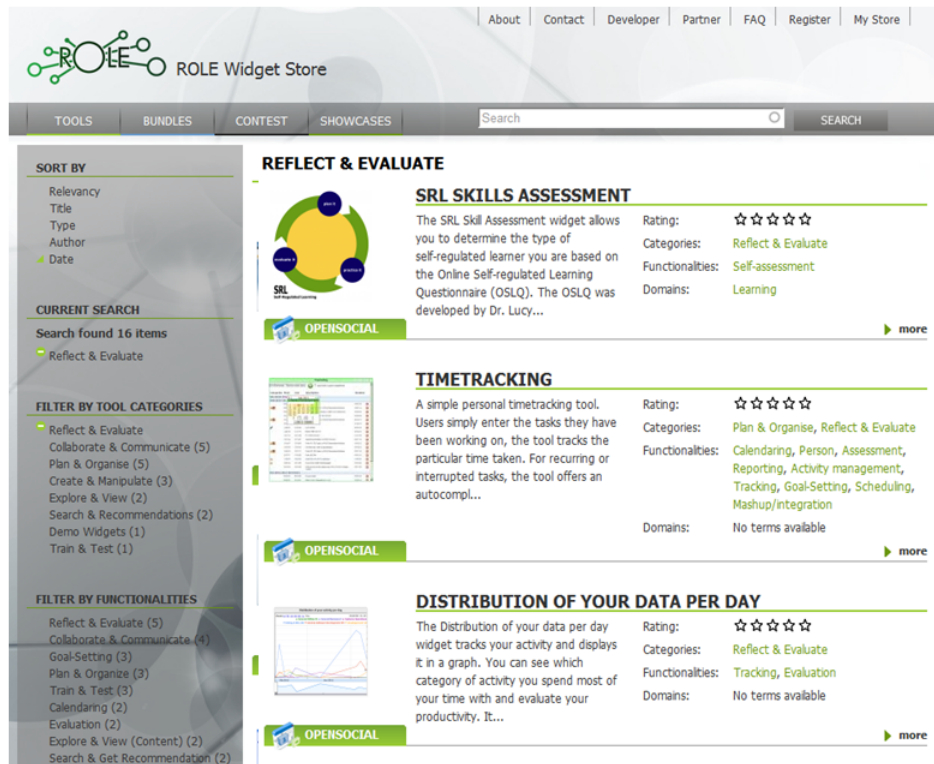 About Contact Developer Partner FAQ Register My Store
ROLE ROLE Widget Store
TOOLS BUNDLES CONTEST SHOWCASES Search SEARCH
SORT BY
Relevancy
Title
Type
Author
Date
CURRENT SEARCH
Search found 16 items
Reflect & Evaluate
FILTER BY TOOL CATEGORIES
Reflect & Evaluate
Collaborate & Communicate (5)
Plan & Organise (5)
Create & Manipulate (3)
Explore & View (2)
Search & Recommendations (2)
Demo Widgets (1)
Train & Test (1)
FILTER BY FUNCTIONALITIES
Reflect & Evaluate (5)
Collaborate & Communicate (4)
Goal-Setting (3)
Plan & Organize (3)
Train & Test (3)
Calendaring (2)
Evaluation (2)
Explore & View (Content) (2)
Search & Get Recommendation (2)
REFLECT & EVALUATE
plan it
evaluate it
practice it
SRL
Self Regulated Learning
OPENSOCIAL
SRL SKILLS ASSESSMENT
The SRL Skill Assessment widget allows
you to determine the type of
self-regulated learner you are based on
the Online Self-regulated Learning
Questionnaire (OSLQ). The OSLQ was
developed by Dr. Lucy...
Rating:
Categories: Reflect & Evaluate
Functionalities: Self-assessment
Domains: Learning
more
OPENSOCIAL
TIMETRACKING
A simple personal timetracking tool.
Users simply enter the tasks they have
been working on, the tool tracks the
particular time taken. For recurring or
interrupted tasks, the tool offers an
autocompl...
Rating:
Categories: Plan & Organise, Reflect & Evaluate
Functionalities: Calendaring, Person, Assessment,
Reporting, Activity management,
Tracking, Goal-Setting, Scheduling,
Mashup/integration
Domains: No terms available
more
OPENSOCIAL
DISTRIBUTION OF YOUR DATA PER DAY
The Distribution of your data per day
widget tracks your activity and displays
it in a graph. You can see which
category of activity you spend most of
your time with and evaluate your
productivity. It...
Rating:
Categories: Reflect & Evaluate
Functionalities: Tracking, Evaluation
Domains: No terms available
more